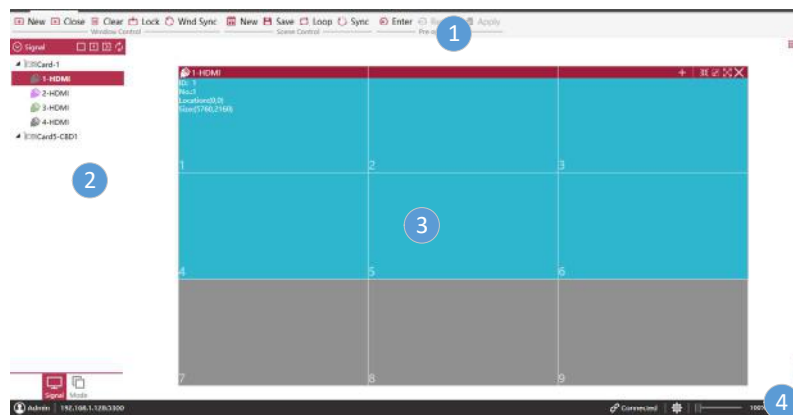 New Close Clear Lock Wnd Sync New Save Loop Sync Enter Apply
Window Control Scene Control
1
Signal
Card-1
1-HDMI
2-HDMI
3-HDMI
4-HDMI
Card5-CBD1
2
1-HDMI
ID: 1
No.:1
Location:(0,0)
Size:(5760,2160)
1 2 3
3
4 5 6
7 8 9
Signal Mode
Admin 192.168.1.128:3300 Connected 100%
4